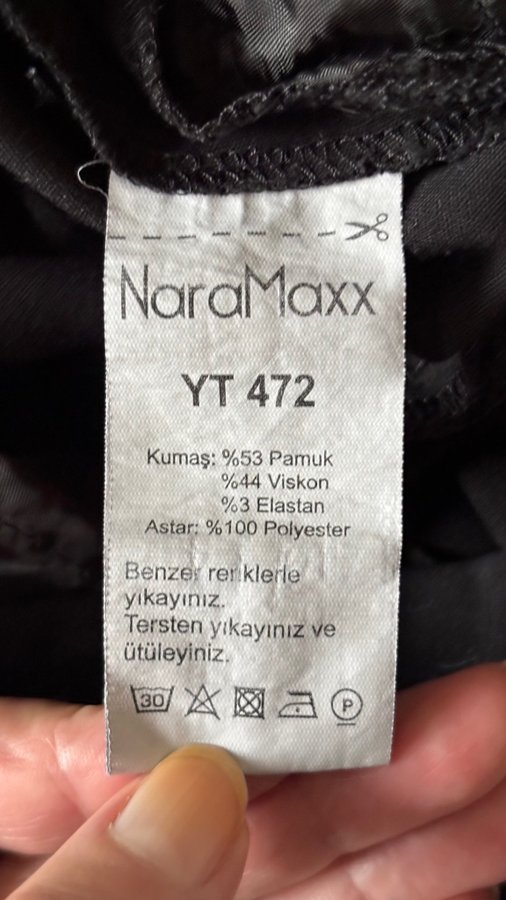 NaraMaxx
YT 472
Kumaş: %53 Pamuk
%44 Viskon
%3 Elastan
Astar: %100 Polyester
Benzer renklerle
yıkayınız.
Tersten yıkayınız ve
ütüleyiniz.
30 P